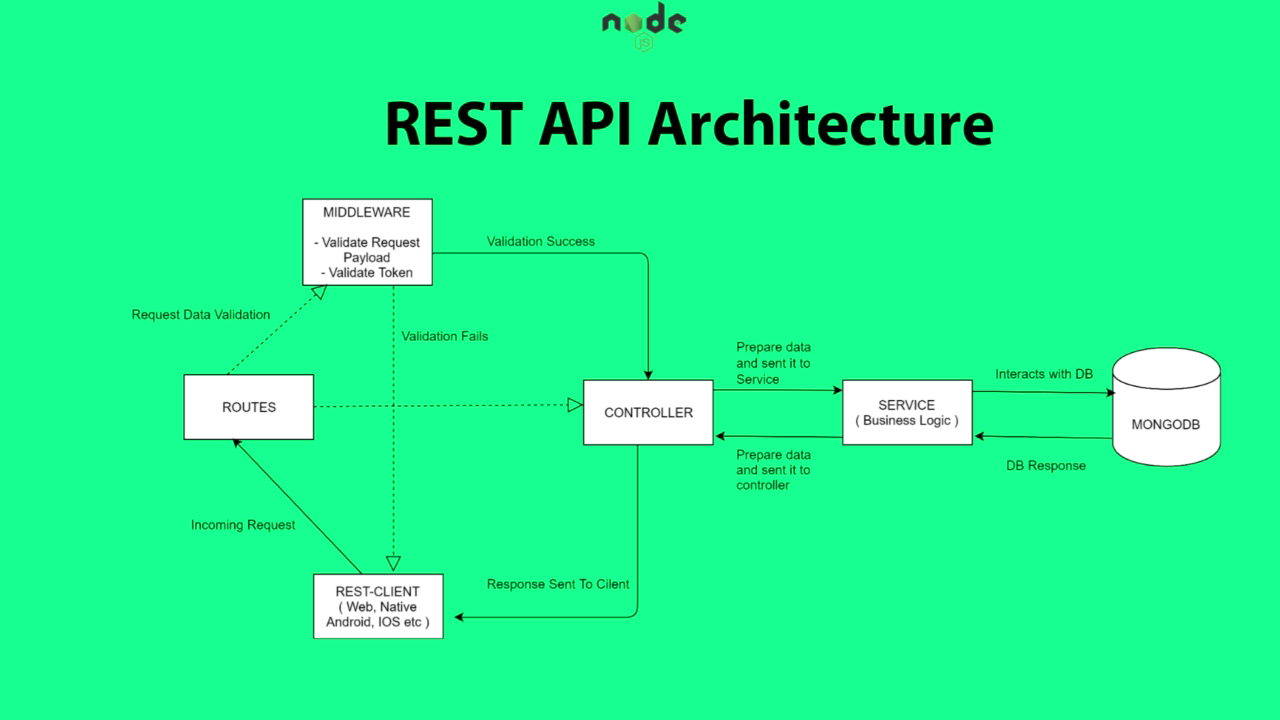 node
JS
REST API Architecture
MIDDLEWARE
- Validate Request
Payload
- Validate Token
Validation Success
Request Data Validation
Validation Fails
Prepare data
and sent it to
Service
Interacts with DB
ROUTES
CONTROLLER
SERVICE
( Business Logic )
MONGODB
Prepare data
and sent it to
controller
DB Response
Incoming Request
Response Sent To Cilent
REST-CLIENT
( Web, Native
Android, IOS etc )